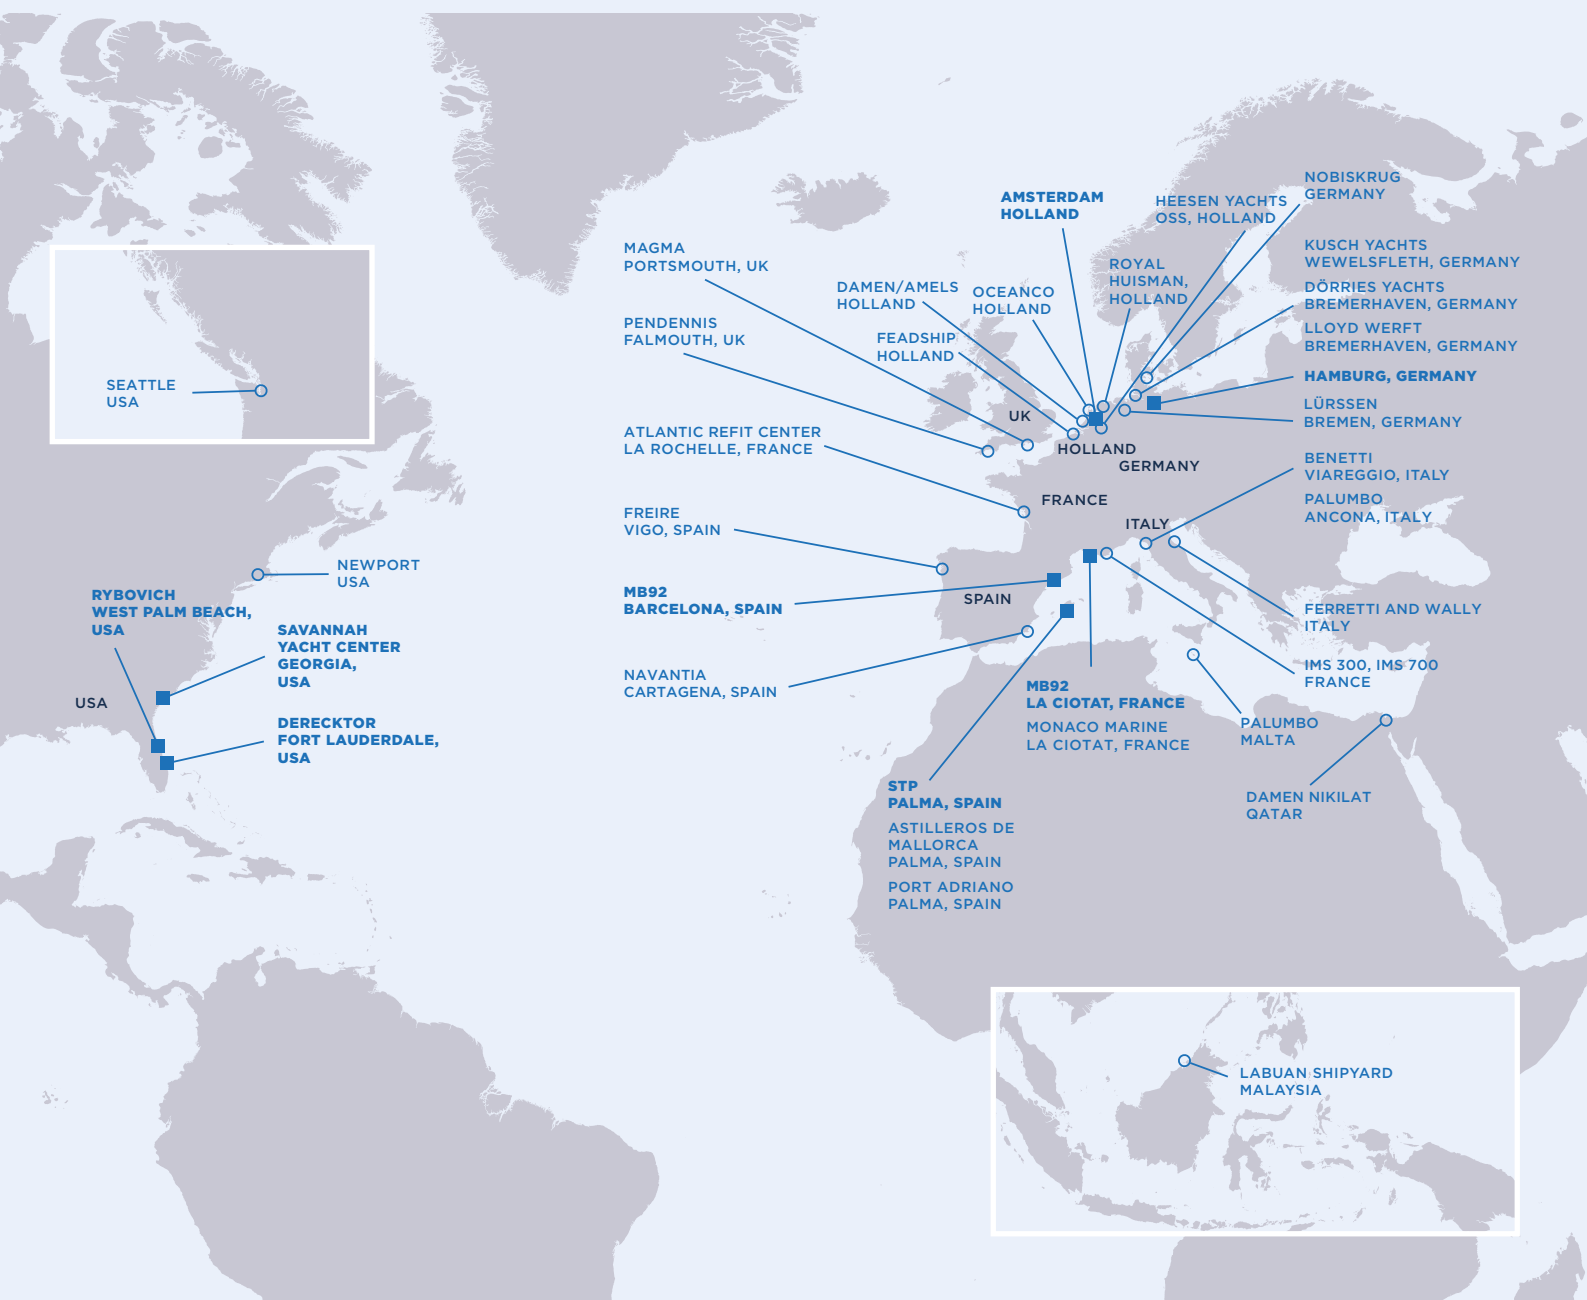 NOBISKRUG
GERMANY
AMSTERDAM
HOLLAND
HEESEN YACHTS
OSS, HOLLAND
MAGMA
PORTSMOUTH, UK
KUSCH YACHTS
WEWELSFLETH, GERMANY
ROYAL
HUISMAN,
HOLLAND
DAMEN/AMELS
HOLLAND
OCEANCO
HOLLAND
DÖRRIES YACHTS
BREMERHAVEN, GERMANY
PENDENNIS
FALMOUTH, UK
FEADSHIP
HOLLAND
LLOYD WERFT
BREMERHAVEN, GERMANY
SEATTLE
USA
HAMBURG, GERMANY
UK
LÜRSSEN
BREMEN, GERMANY
ATLANTIC REFIT CENTER
LA ROCHELLE, FRANCE
HOLLAND
GERMANY
BENETTI
VIAREGGIO, ITALY
FRANCE
PALUMBO
ANCONA, ITALY
FREIRE
VIGO, SPAIN
ITALY
NEWPORT
USA
RYBOVICH
WEST PALM BEACH,
USA
MB92
BARCELONA, SPAIN
SPAIN
FERRETTI AND WALLY
ITALY
SAVANNAH
YACHT CENTER
GEORGIA,
USA
NAVANTIA
CARTAGENA, SPAIN
IMS 300, IMS 700
FRANCE
MB92
LA CIOTAT, FRANCE
MONACO MARINE
LA CIOTAT, FRANCE
USA
DERECKTOR
FORT LAUDERDALE,
USA
PALUMBO
MALTA
STP
PALMA, SPAIN
ASTILLEROS DE
MALLORCA
PALMA, SPAIN
PORT ADRIANO
PALMA, SPAIN
DAMEN NIKILAT
QATAR
LABUAN SHIPYARD
MALAYSIA